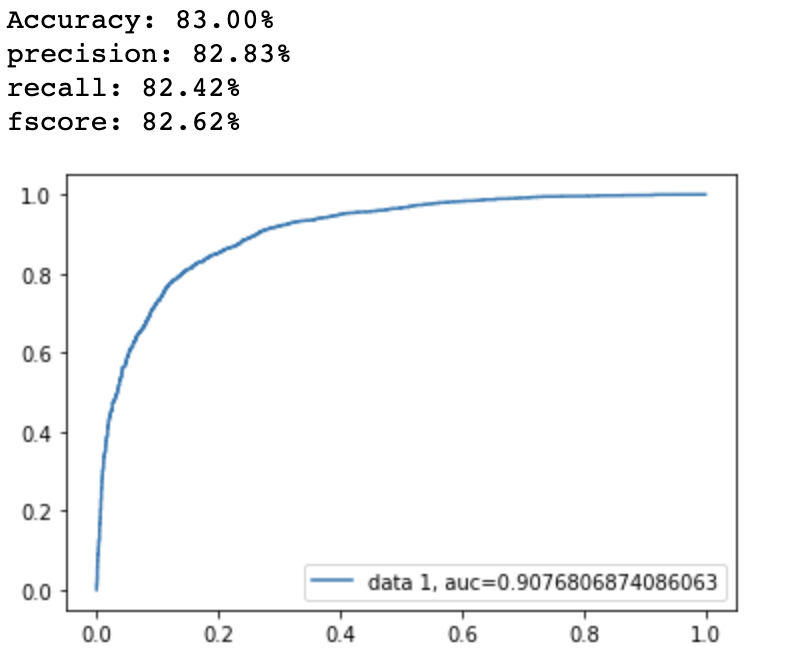 Accuracy: 83.00%
precision: 82.83%
recall: 82.42%
fscore: 82.62%
1.0
0.8
0.6
0.4
0.2
0.0
data 1, auc=0.9076806874086063
0.0 0.2 0.4 0.6 0.8 1.0